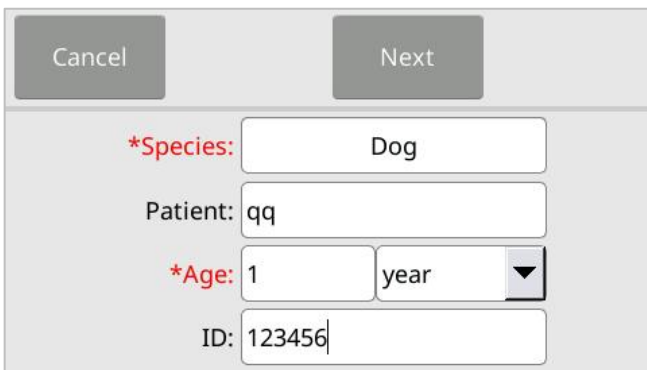 Cancel Next
*Species: Dog
Patient: qq
*Age: 1 year
ID: 123456